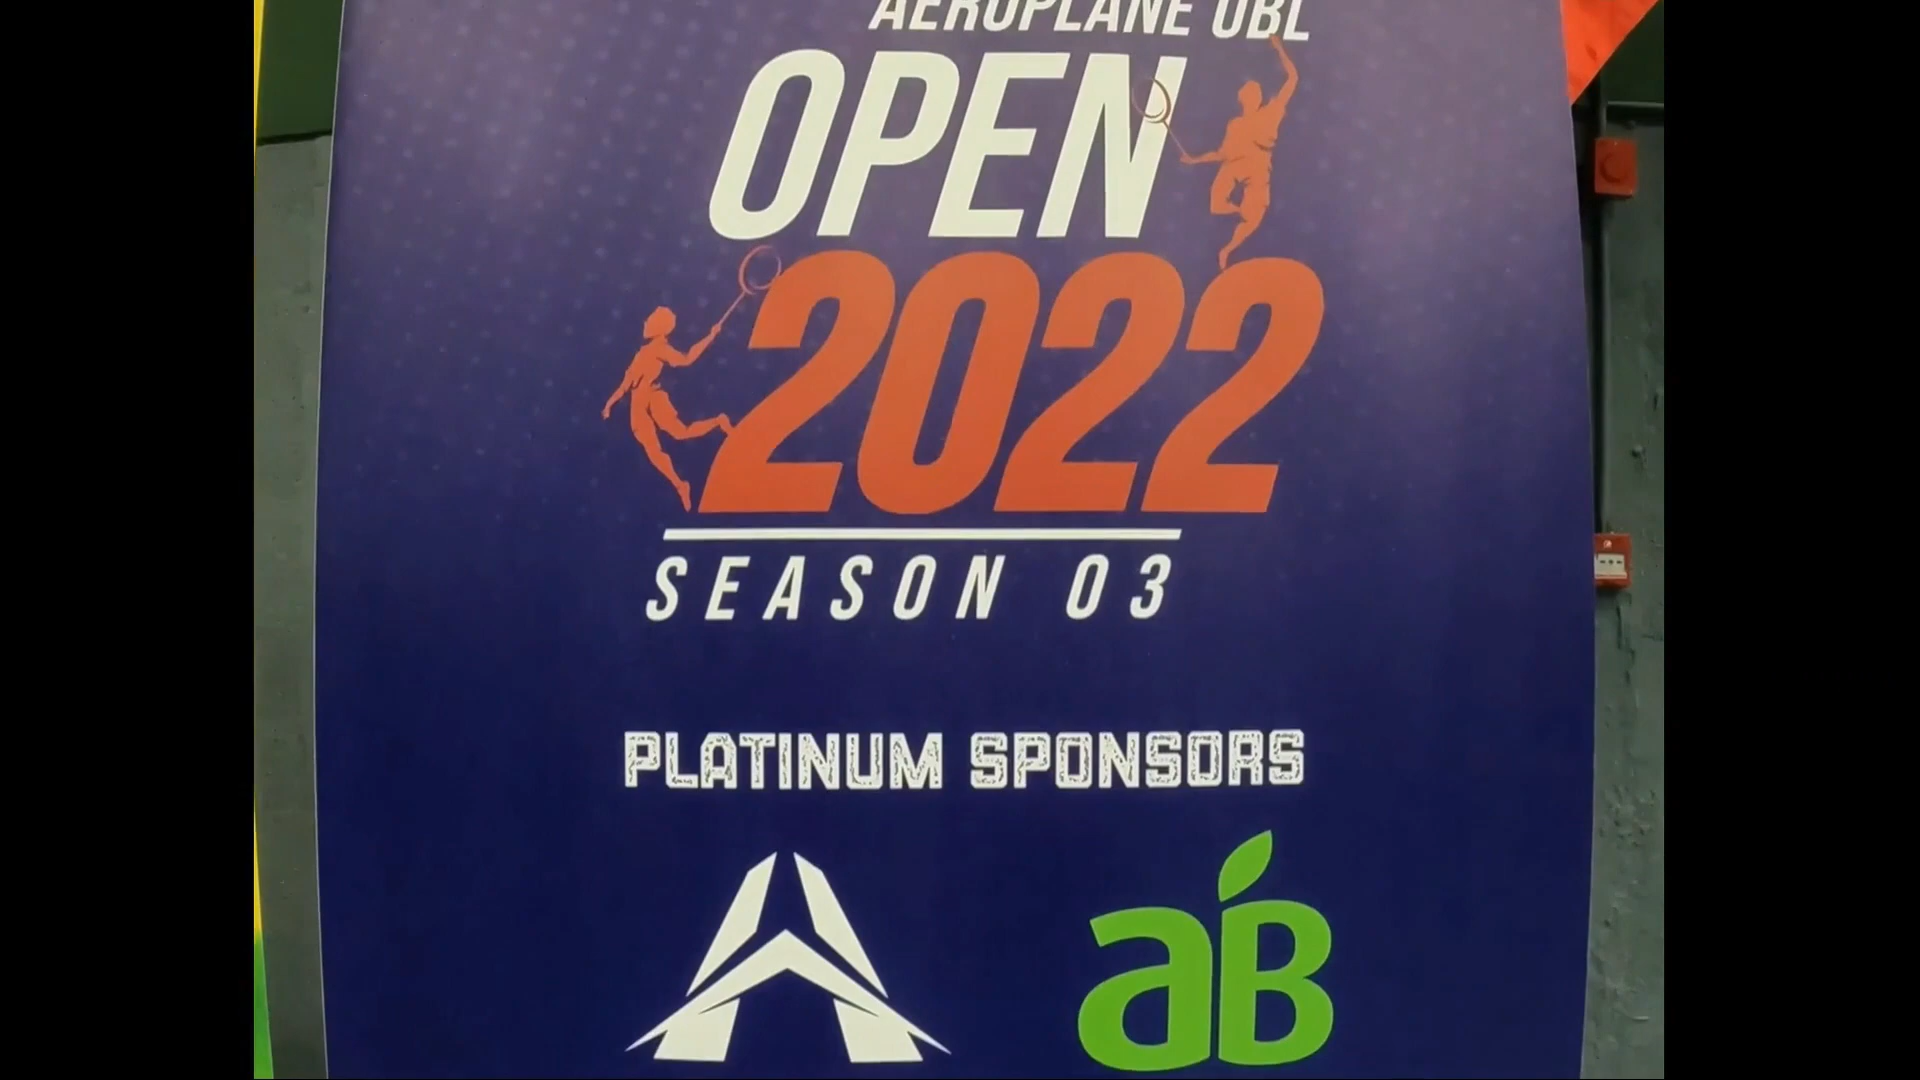 AEROPLANE UBL
OPEN
2022
SEASON 03
PLATINUM SPONSORS
aB